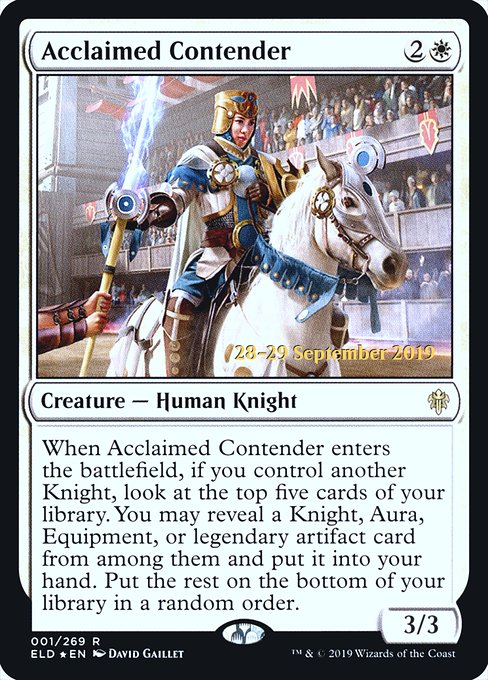 Acclaimed Contender 2
28-29 September 2019
Creature — Human Knight
When Acclaimed Contender enters
the battlefield, if you control another
Knight, look at the top five cards of your
library. You may reveal a Knight, Aura,
Equipment, or legendary artifact card
from among them and put it into your
hand. Put the rest on the bottom of your
library in a random order.
3/3
001/269 R
ELD ★ EN DAVID GAILLET
™ & © 2019 Wizards of the Coast